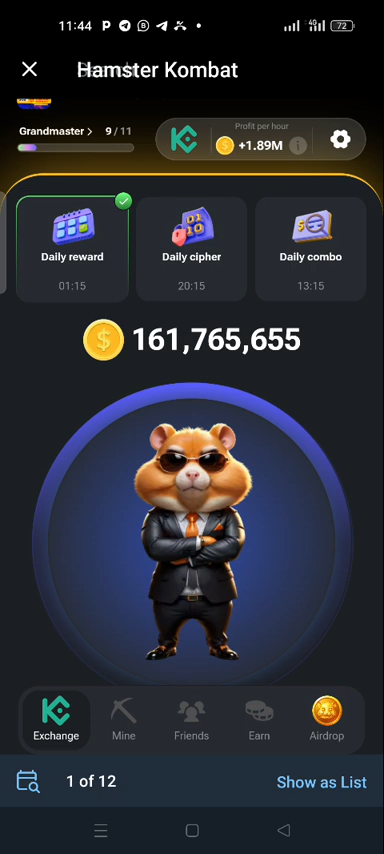 11:44
4G
72
Hamster Kombat
Grandmaster > 9 / 11
Profit per hour
+1.89M
Daily reward
01:15
Daily cipher
20:15
Daily combo
13:15
161,765,655
Exchange
Mine
Friends
Earn
Airdrop
1 of 12
Show as List